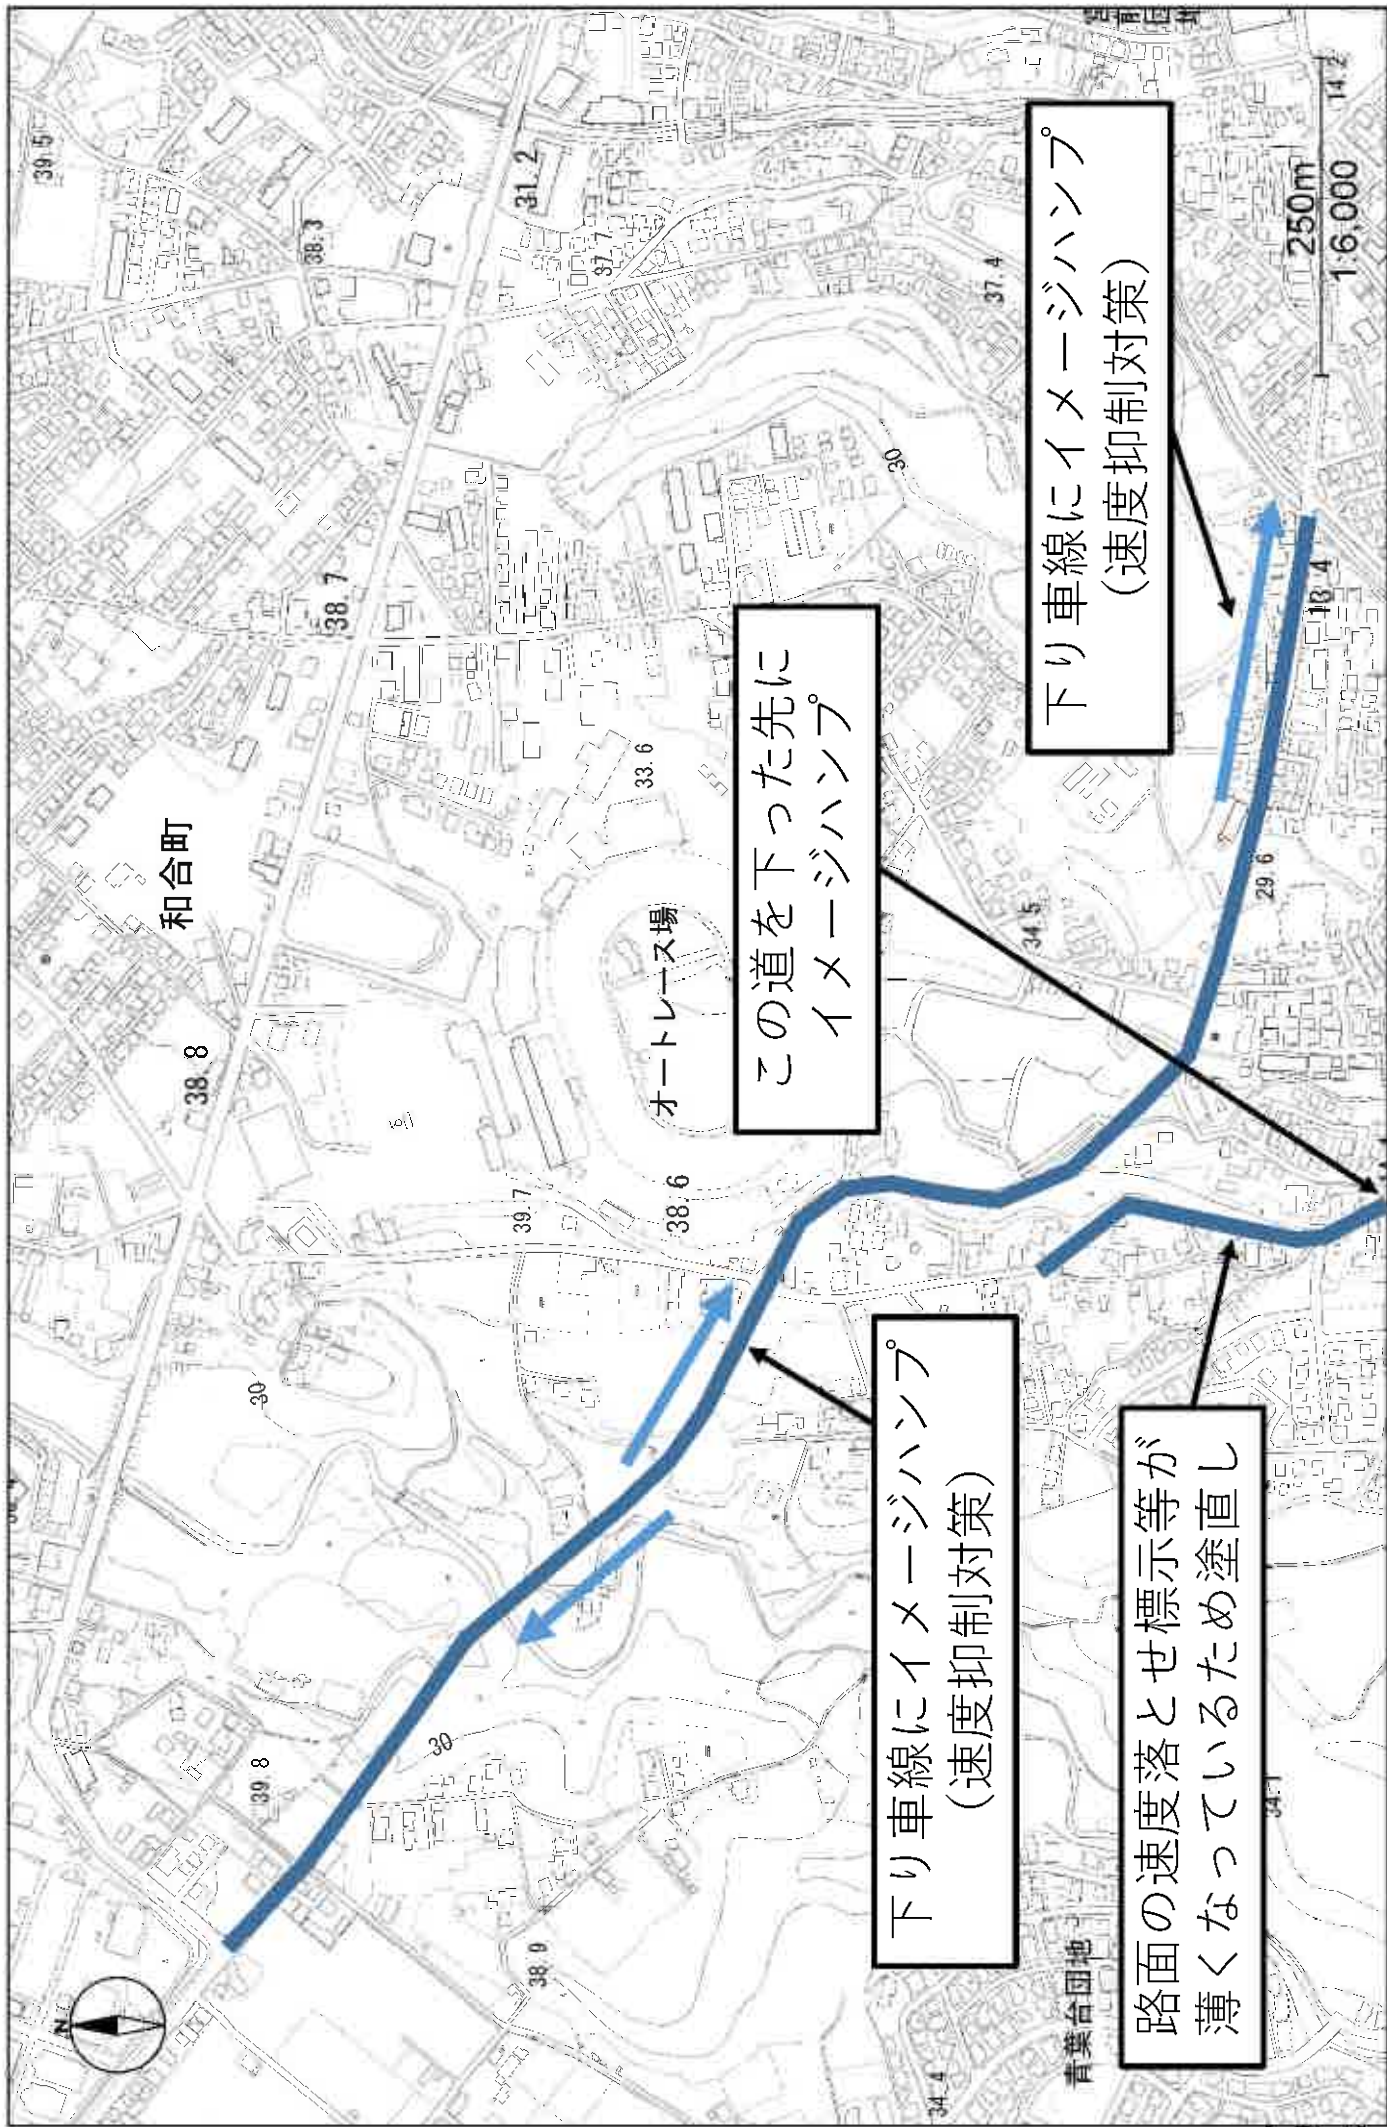 N
39.5
38.3
31.2
37.7
38.7
37.4
和合町
38.8
33.6
30
オートレース場
39.7
38.6
34.5
29.6
13.4
30
39.8
30
38.9
34.4
34.1
青葉台団地
この道を下った先に
イメージハンプ
下り車線にイメージハンプ
（速度抑制対策）
下り車線にイメージハンプ
（速度抑制対策）
路面の速度落とせ標示等が
薄くなっているため塗直し
250m
1:6,000